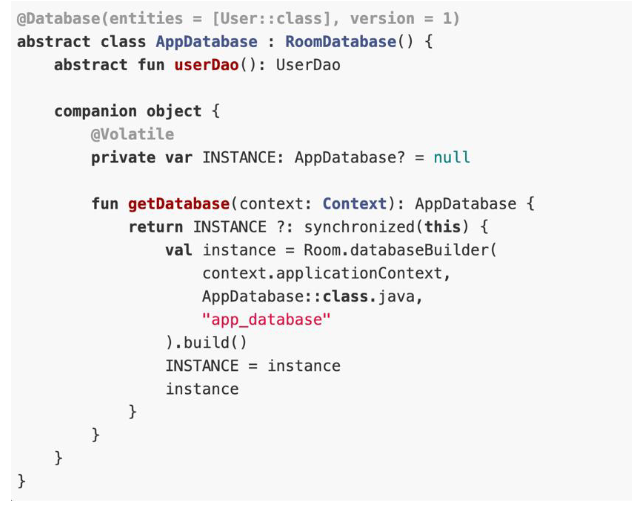 @Database(entities = [User::class], version = 1)
abstract class AppDatabase : RoomDatabase() {
    abstract fun userDao(): UserDao

    companion object {
        @Volatile
        private var INSTANCE: AppDatabase? = null

        fun getDatabase(context: Context): AppDatabase {
            return INSTANCE ?: synchronized(this) {
                val instance = Room.databaseBuilder(
                    context.applicationContext,
                    AppDatabase::class.java,
                    "app_database"
                ).build()
                INSTANCE = instance
                instance
            }
        }
    }
}